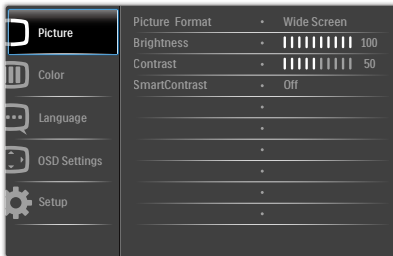 Picture
Color
Language
OSD Settings
Setup
Picture Format • Wide Screen
Brightness • 100
Contrast • 50
SmartContrast • Off